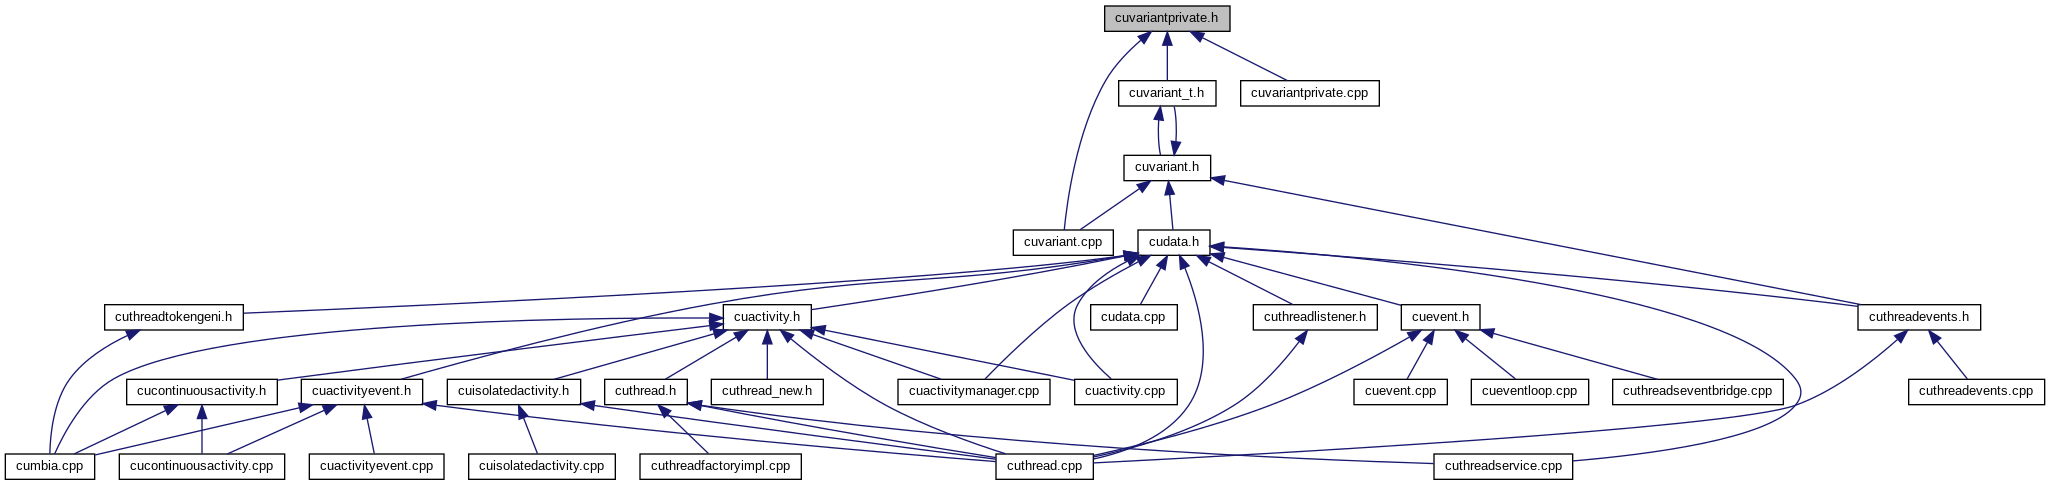 cuvariantprivate.h
cuvariant_t.h
cuvariantprivate.cpp
cuvariant.h
cuvariant.cpp
cudata.h
cuthreadtokengeni.h
cuactivity.h
cudata.cpp
cuthreadlistener.h
cuevent.h
cuthreadevents.h
cucontinuousactivity.h
cuactivityevent.h
cuisolatedactivity.h
cuthread.h
cuthread_new.h
cuactivitymanager.cpp
cuactivity.cpp
cuevent.cpp
cueventloop.cpp
cuthreadseventbridge.cpp
cuthreadevents.cpp
cumbia.cpp
cucontinuousactivity.cpp
cuactivityevent.cpp
cuisolatedactivity.cpp
cuthreadfactoryimpl.cpp
cuthread.cpp
cuthreadservice.cpp